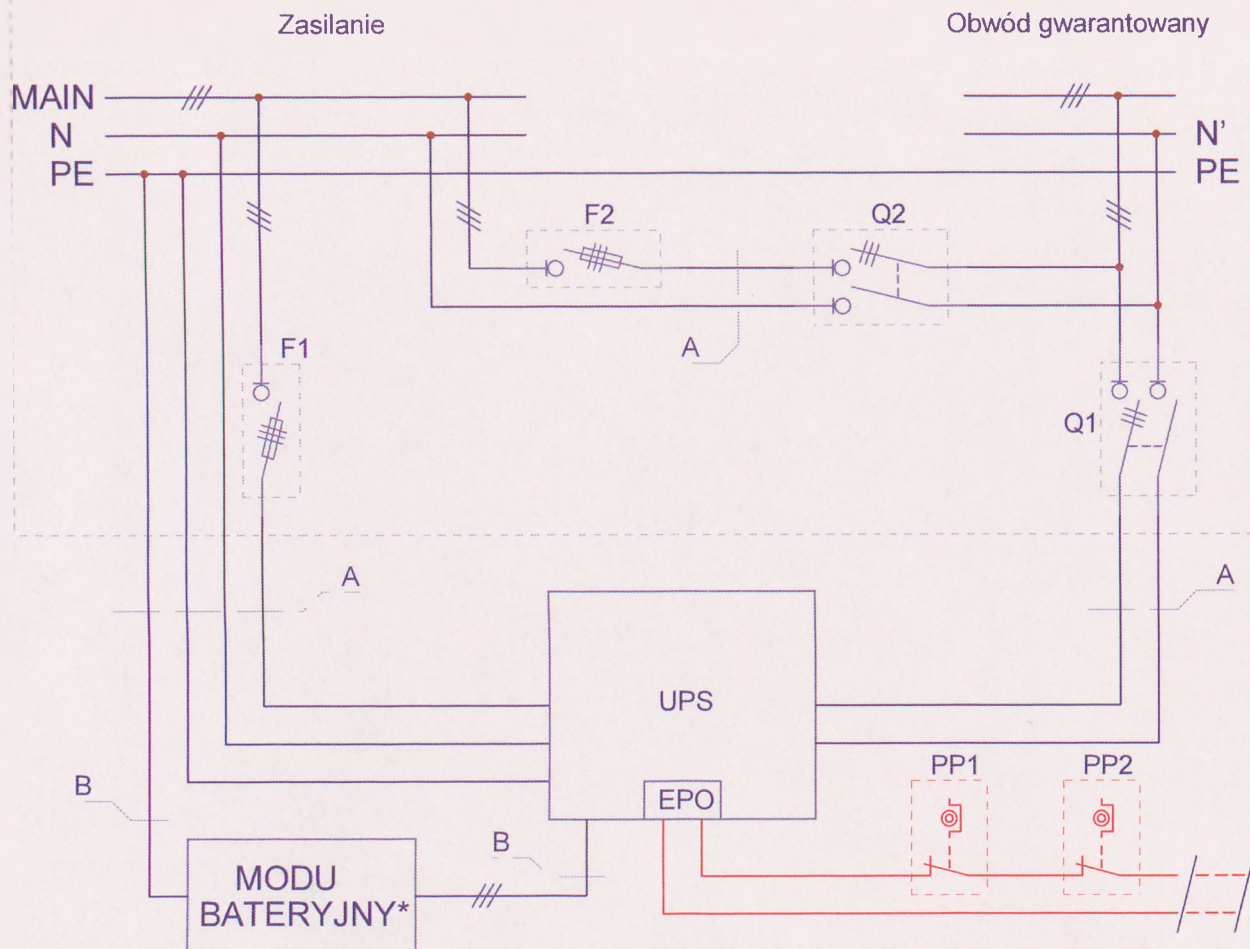 Zasilanie
Obwód gwarantowany
MAIN
N
PE
N'
PE
F2
Q2
A
F1
Q1
A
A
UPS
EPO
PP1
PP2
B
B
MODU
BATERYJNY*